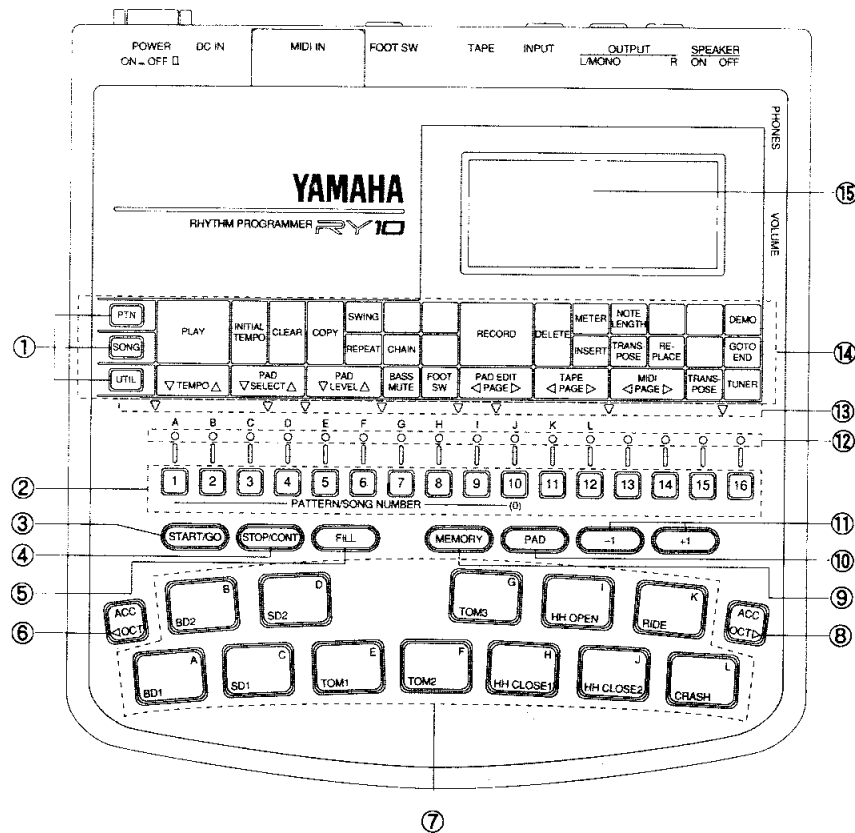 POWER DC IN MIDI IN FOOT SW TAPE INPUT OUTPUT SPEAKER
ON OFF L/MONO R ON OFF
PHONES
VOLUME
YAMAHA
RHYTHM PROGRAMMER RY10
⑮
①
PTN PLAY INITIAL TEMPO CLEAR COPY SWING RECORD DELETE METER NOTE LENGTH DEMO
SONG REPEAT CHAIN INSERT TRANS POSE RE- PLACE GOTO END
UTIL ▽ TEMPO △ PAD ▽ SELECT △ PAD ▽ LEVEL △ BASS MUTE FOOT SW PAD EDIT ◁ PAGE ▷ TAPE ◁ PAGE ▷ MIDI ◁ PAGE ▷ TRANS- POSE TUNER
⑭
⑬
A B C D E F G H I J K L
⑫
② 1 2 3 4 5 6 7 8 9 10 11 12 13 14 15 16
PATTERN/SONG NUMBER (0)
③ START/GO STOP/CONT FILL MEMORY PAD -1 +1 ⑪
④ ⑩
⑤ ⑨
⑥ ACC ◁OCT B BD2 D SD2 G TOM3 I HH OPEN K RIDE ACC OCT▷ ⑧
A BD1 C SD1 E TOM1 F TOM2 H HH CLOSE1 J HH CLOSE2 L CRASH
⑦